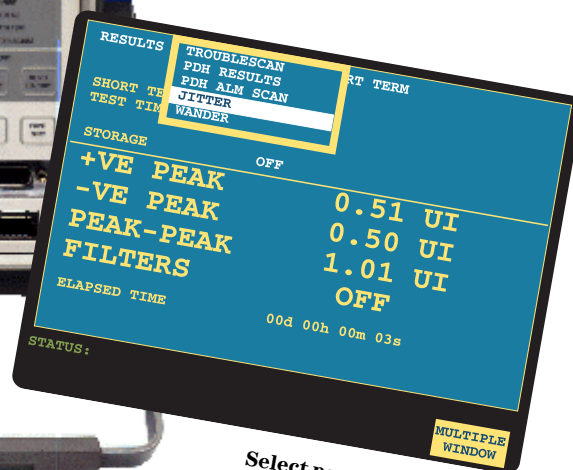 RESULTS
TROUBLESCAN
PDH RESULTS
PDH ALM SCAN
JITTER
WANDER
RT TERM
SHORT TE
TEST TIM
STORAGE
OFF
+VE PEAK 0.51 UI
-VE PEAK 0.50 UI
PEAK-PEAK 1.01 UI
FILTERS OFF
ELAPSED TIME 00d 00h 00m 03s
STATUS:
MULTIPLE
WINDOW
Select